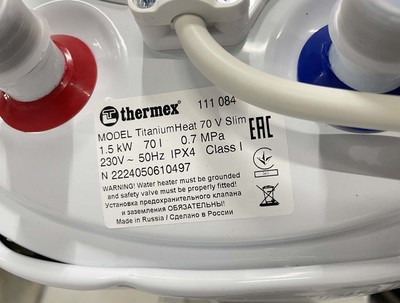 thermex® 111 084
MODEL TitaniumHeat 70 V Slim
1.5 kW 70 l 0.7 MPa
230V ~ 50Hz IPX4 Class I
N 2224050610497
EAC
WARNING! Water heater must be grounded
and safety valve must be installed
Установка предохранительного клапана
и заземления ОБЯЗАТЕЛЬНЫ!
Made in Russia / Сделано в России